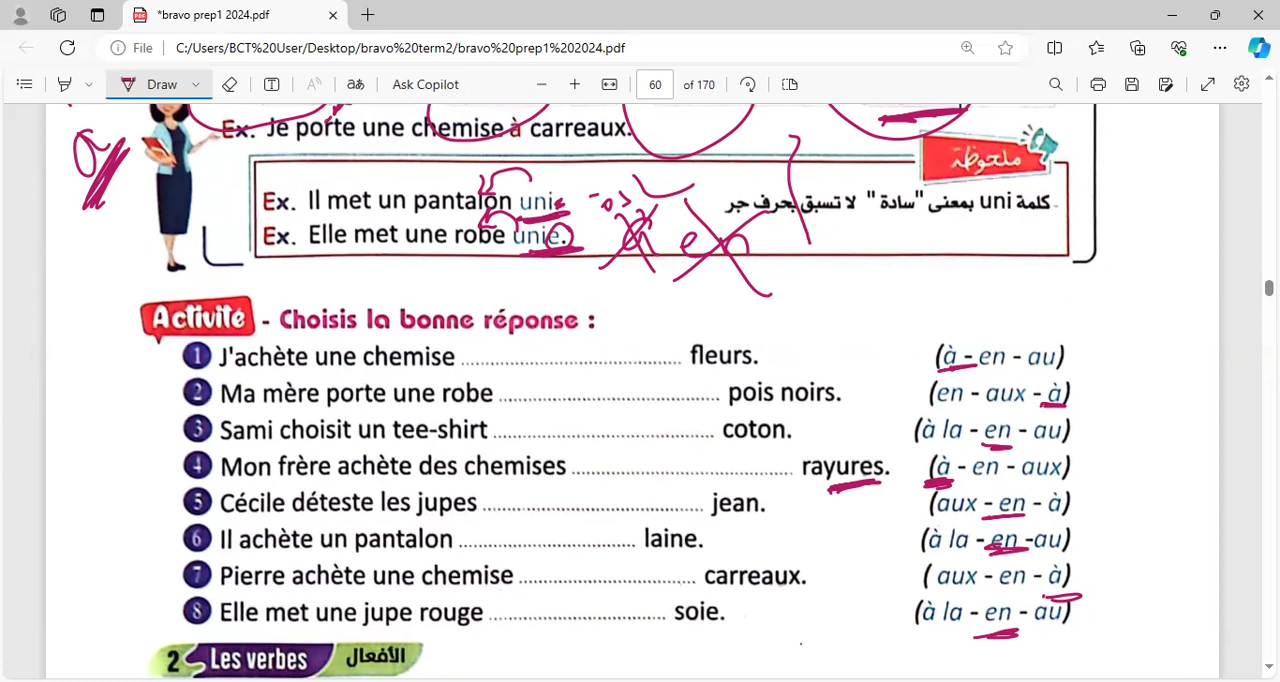 *bravo prep1 2024.pdf
File C:/Users/BCT%20User/Desktop/bravo%20term2/bravo%20prep1%202024.pdf
Draw aあ Ask Copilot 60 of 170
Ex. Je porte une chemise à carreaux.
ملحوظة
Ex. Il met un pantalon uni.
كلمة uni بمعنى "سادة" لا تسبق بحرف جر
Ex. Elle met une robe unie. en
Activité - Choisis la bonne réponse :
1 J'achète une chemise ........................................ fleurs. (à - en - au)
2 Ma mère porte une robe ........................................ pois noirs. (en - aux - à)
3 Sami choisit un tee-shirt ........................................ coton. (à la - en - au)
4 Mon frère achète des chemises ........................................ rayures. (à - en - aux)
5 Cécile déteste les jupes ........................................ jean. (aux - en - à)
6 Il achète un pantalon ................................ laine. (à la - en -au)
7 Pierre achète une chemise ................................ carreaux. ( aux - en - à)
8 Elle met une jupe rouge ................................ soie. (à la - en - au)
2 Les verbes الأفعال